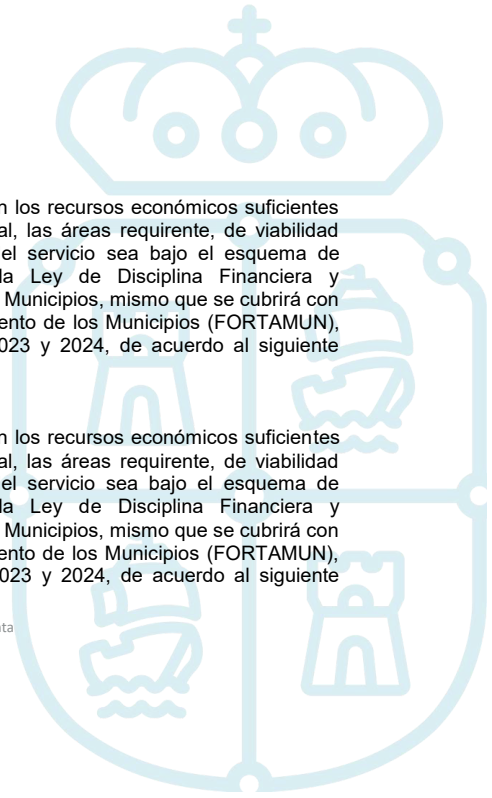 n los recursos económicos suficientes
al, las áreas requirente, de viabilidad
el servicio sea bajo el esquema de
la Ley de Disciplina Financiera y
Municipios, mismo que se cubrirá con
ento de los Municipios (FORTAMUN),
023 y 2024, de acuerdo al siguiente
n los recursos económicos suficientes
al, las áreas requirente, de viabilidad
el servicio sea bajo el esquema de
la Ley de Disciplina Financiera y
Municipios, mismo que se cubrirá con
ento de los Municipios (FORTAMUN),
023 y 2024, de acuerdo al siguiente
nta